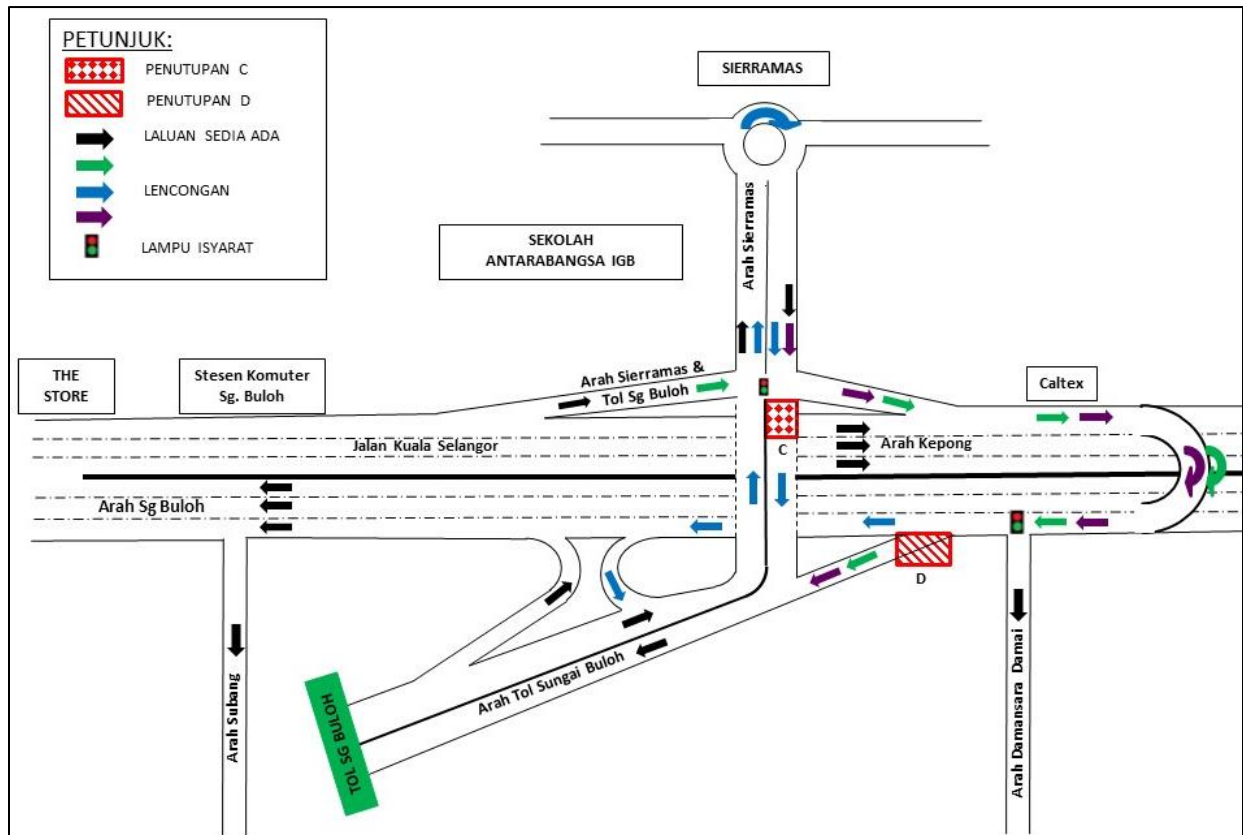 PETUNJUK:
PENUTUPAN C
PENUTUPAN D
LALUAN SEDIA ADA
LENCONGAN
LAMPU ISYARAT
SIERRAMAS
SEKOLAH
ANTARABANGSA IGB
Arah Sierramas
THE
STORE
Stesen Komuter
Sg. Buloh
Arah Sierramas &
Tol Sg Buloh
Caltex
Jalan Kuala Selangor
C
Arah Kepong
Arah Sg Buloh
D
Arah Subang
TOL SG BULOH
Arah Tol Sungai Buloh
Arah Damansara Damai